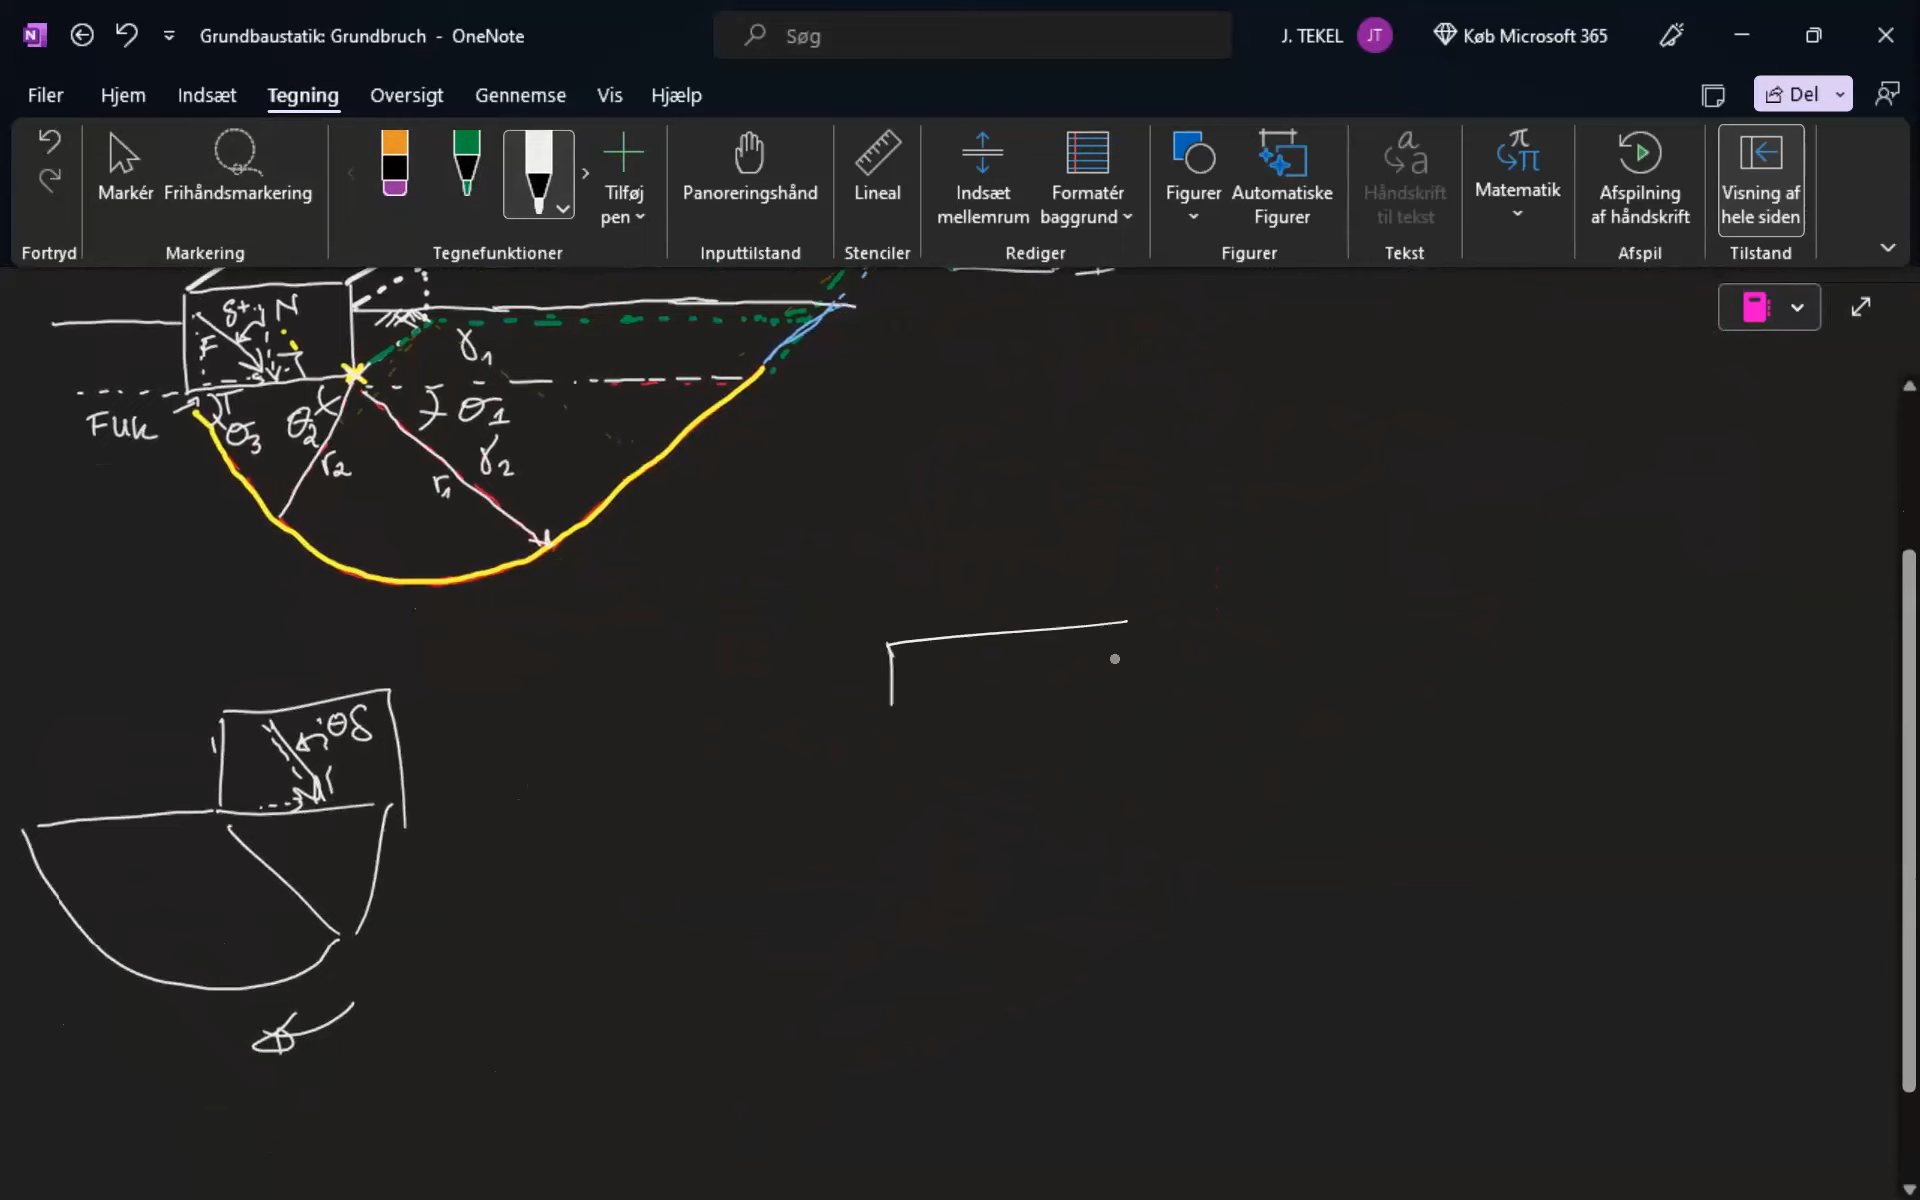 Grundbaustatik: Grundbruch - OneNote
Søg
J. TEKEL
JT
Køb Microsoft 365
Filer Hjem Indsæt Tegning Oversigt Gennemse Vis Hjælp
Del
Markér
Frihåndsmarkering
Tilføj
pen
Panoreringshånd
Lineal
Indsæt
mellemrum
Formatér
baggrund
Figurer
Automatiske
Figurer
Håndskrift
til tekst
Matematik
Afspilning
af håndskrift
Visning af
hele siden
Fortryd
Markering
Tegnefunktioner
Inputtilstand
Stenciler
Rediger
Figurer
Tekst
Afspil
Tilstand
δ+ N
F
γ1
T
FUK
σ3
σ2
σ1
r2
r1
γ2